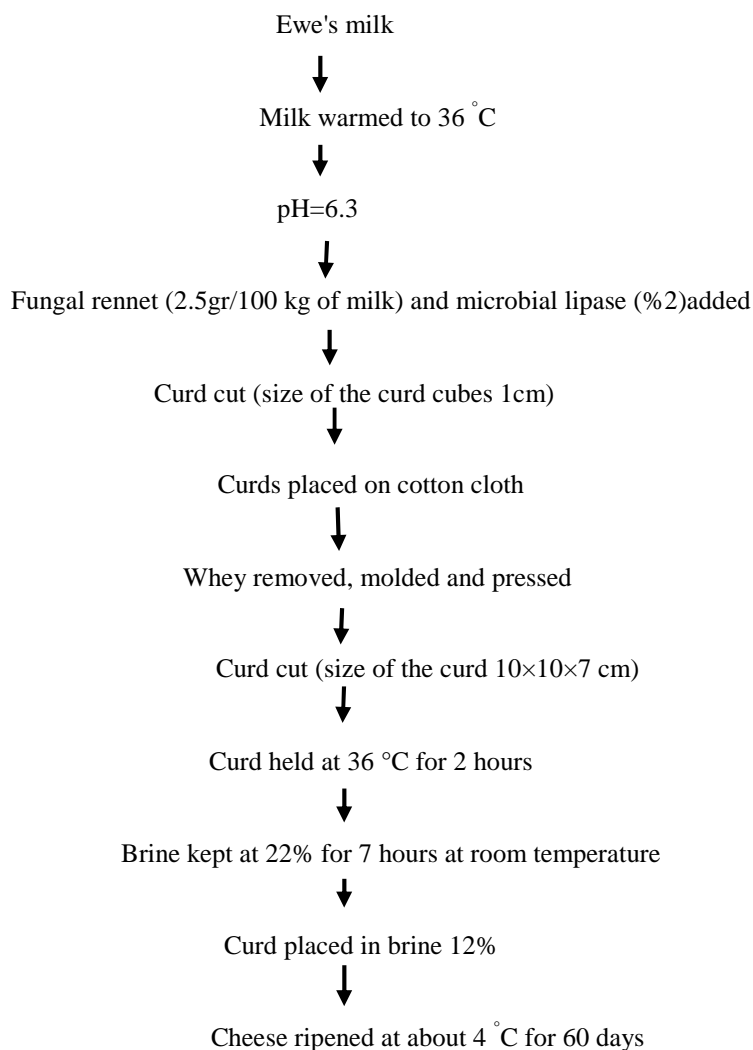 Ewe's milk
Milk warmed to 36 °C
pH=6.3
Fungal rennet (2.5gr/100 kg of milk) and microbial lipase (%2)added
Curd cut (size of the curd cubes 1cm)
Curds placed on cotton cloth
Whey removed, molded and pressed
Curd cut (size of the curd 10×10×7 cm)
Curd held at 36 °C for 2 hours
Brine kept at 22% for 7 hours at room temperature
Curd placed in brine 12%
Cheese ripened at about 4 °C for 60 days